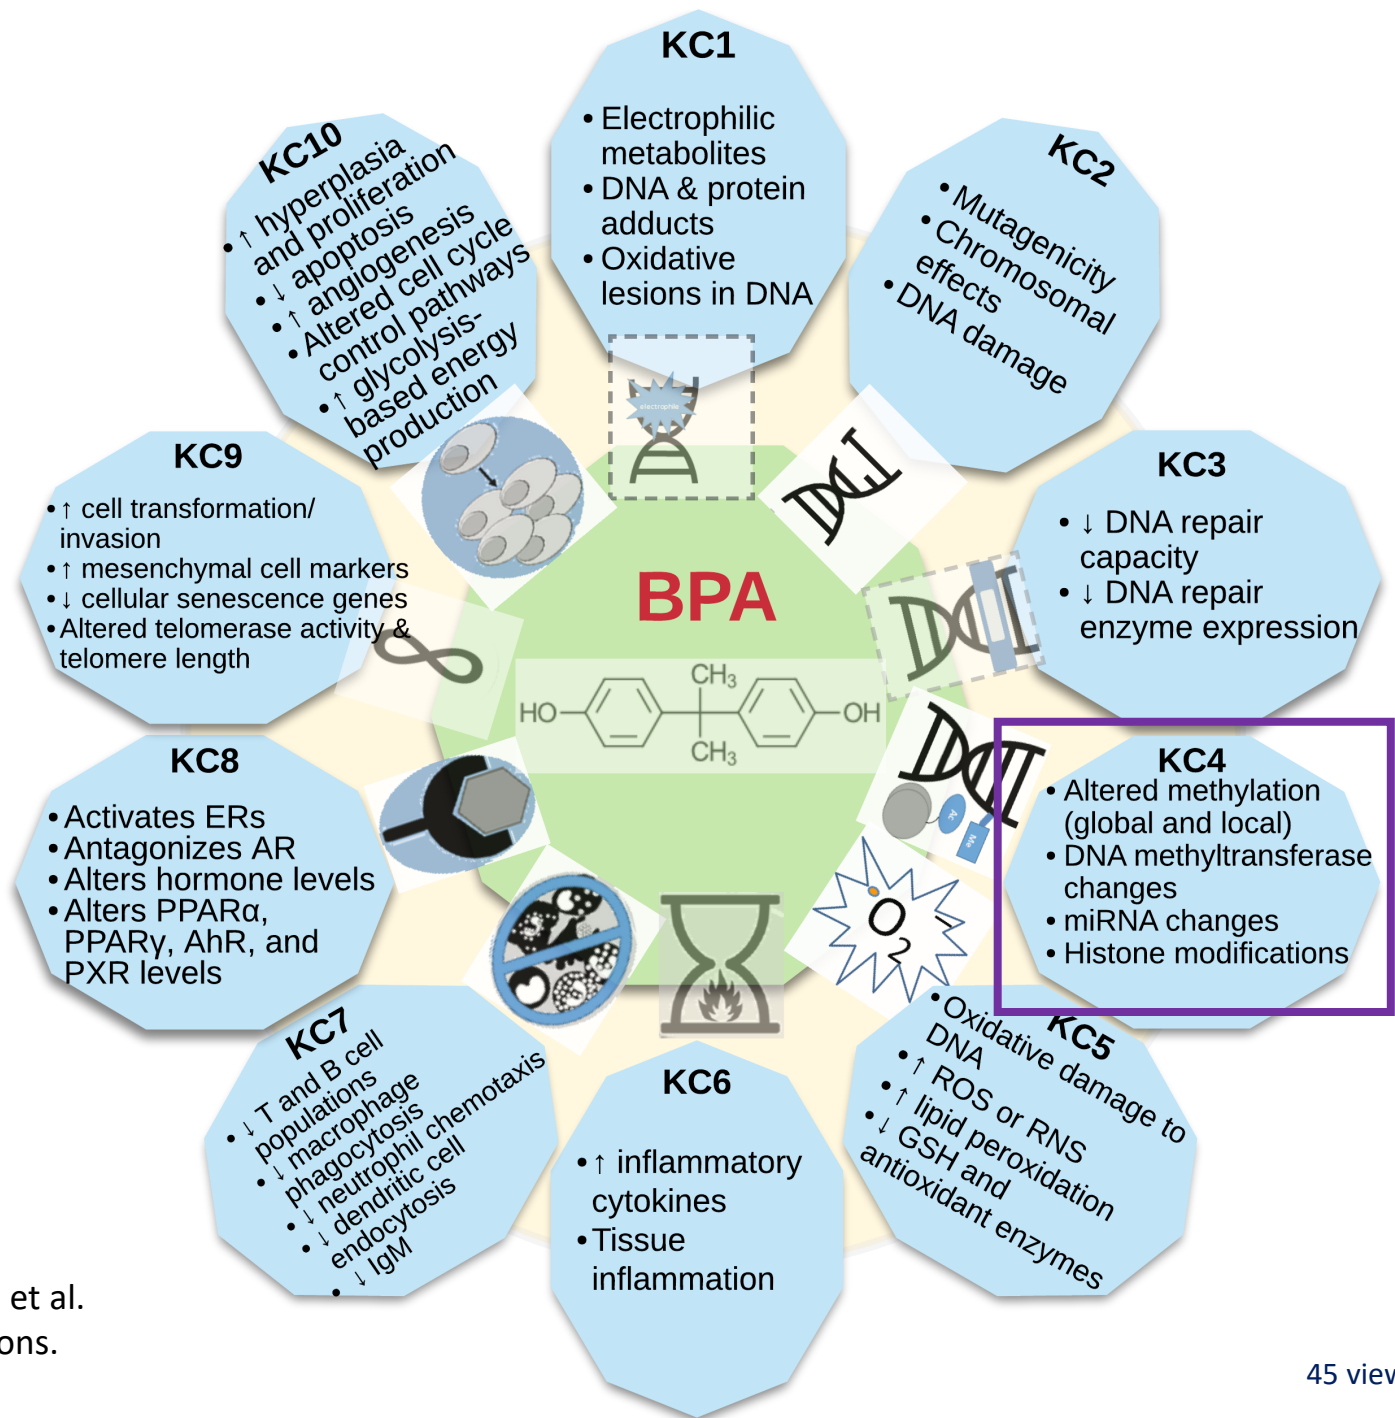 KC1
• Electrophilic
metabolites
• DNA & protein
adducts
• Oxidative
lesions in DNA
electrophile
KC2
• Mutagenicity
• Chromosomal
effects
• DNA damage
KC3
• ↓ DNA repair
capacity
• ↓ DNA repair
enzyme expression
KC4
• Altered methylation
(global and local)
• DNA methyltransferase
changes
• miRNA changes
• Histone modifications
Ac
Me
KC5
• Oxidative damage to
DNA
• ↑ ROS or RNS
• ↑ lipid peroxidation
• ↓ GSH and
antioxidant enzymes
O2-
KC6
• ↑ inflammatory
cytokines
• Tissue
inflammation
KC7
• ↓ T and B cell
populations
• ↓ macrophage
phagocytosis
• ↓ neutrophil chemotaxis
• ↓ dendritic cell
endocytosis
• ↓ IgM
KC8
• Activates ERs
• Antagonizes AR
• Alters hormone levels
• Alters PPARα,
PPARγ, AhR, and
PXR levels
KC9
• ↑ cell transformation/
invasion
• ↑ mesenchymal cell markers
• ↓ cellular senescence genes
• Altered telomerase activity &
telomere length
KC10
• ↑ hyperplasia
and proliferation
• ↓ apoptosis
• ↑ angiogenesis
• Altered cell cycle
control pathways
• ↑ glycolysis-
based energy
production
BPA
CH3
HO
OH
CH3
et al.
ons.
45 view